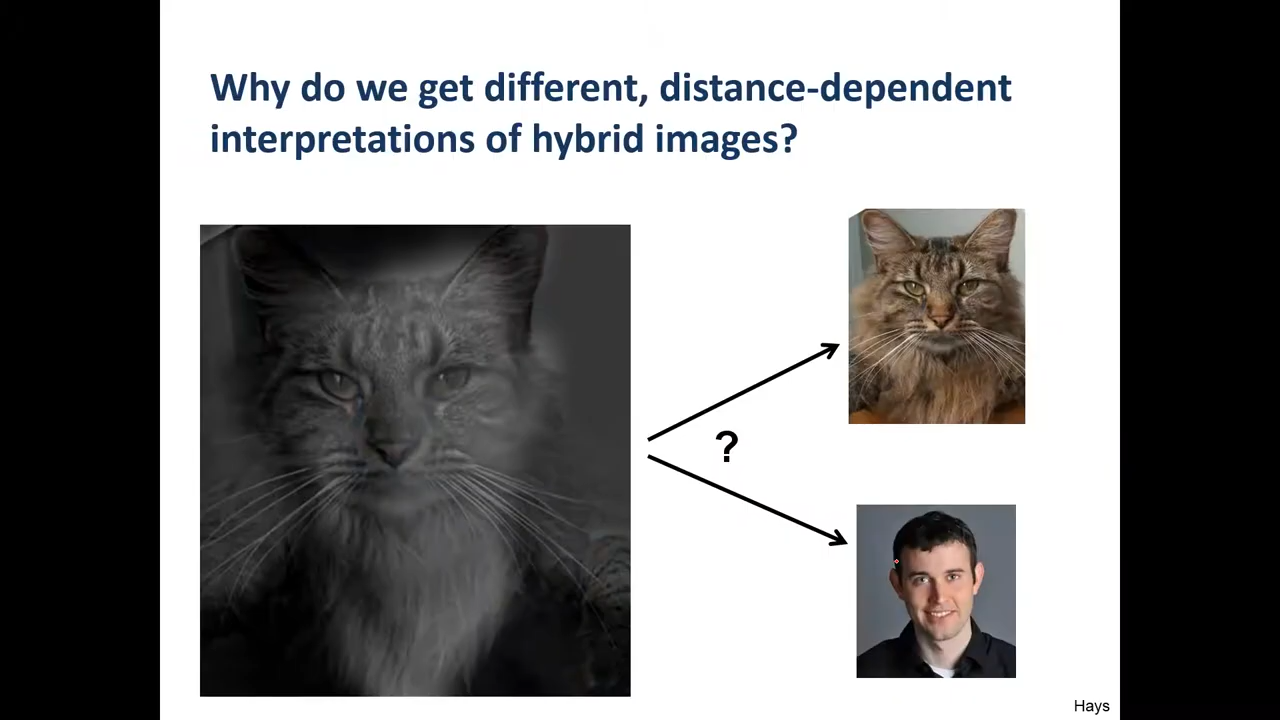 Why do we get different, distance-dependent
interpretations of hybrid images?
?
Hays